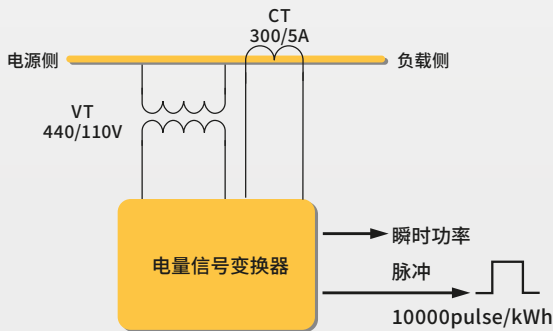 CT
300/5A
电源侧
负载侧
VT
440/110V
电量信号变换器
瞬时功率
脉冲
10000pulse/kWh